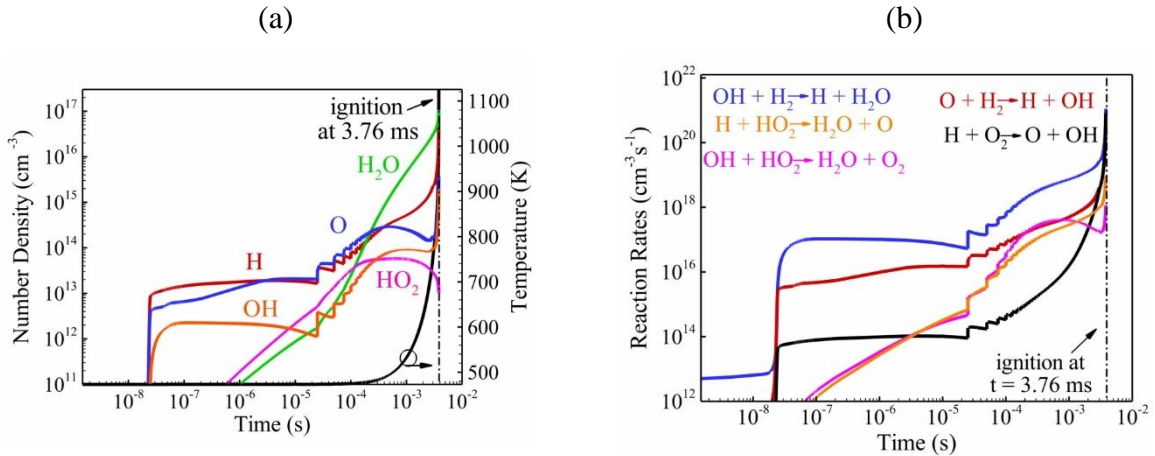 (a)
(b)
Number Density (cm⁻³)
10¹⁷
10¹⁶
10¹⁵
10¹⁴
10¹³
10¹²
10¹¹
ignition
at 3.76 ms
H₂O
O
H
OH
HO₂
1100
1000
900
800
700
600
500
Temperature (K)
10⁻⁸ 10⁻⁷ 10⁻⁶ 10⁻⁵ 10⁻⁴ 10⁻³ 10⁻²
Time (s)
Reaction Rates (cm⁻³s⁻¹)
10²²
10²⁰
10¹⁸
10¹⁶
10¹⁴
10¹²
OH + H₂→H + H₂O
O + H₂→H + OH
H + HO₂→H₂O + O
H + O₂→O + OH
OH + HO₂→H₂O + O₂
ignition at
t = 3.76 ms
10⁻⁸ 10⁻⁷ 10⁻⁶ 10⁻⁵ 10⁻⁴ 10⁻³ 10⁻²
Time (s)